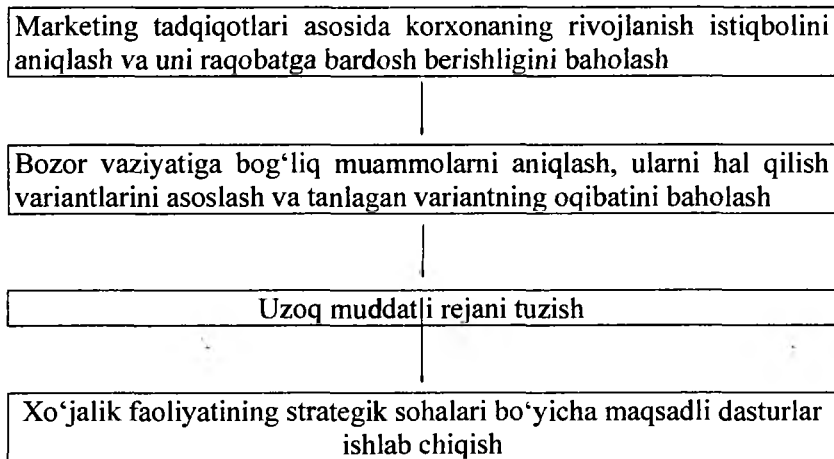 Marketing tadqiqotlari asosida korxonaning rivojlanish istiqbolini
aniqlash va uni raqobatga bardosh berishligini baholash
Bozor vaziyatiga bog‘liq muammolarni aniqlash, ularni hal qilish
variantlarini asoslash va tanlagan variantning oqibatini baholash
Uzoq muddatli rejani tuzish
Xo‘jalik faoliyatining strategik sohalari bo‘yicha maqsadli dasturlar
ishlab chiqish